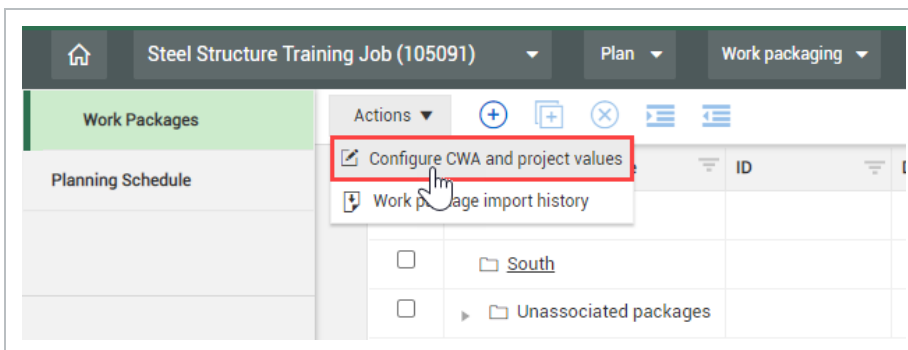 Steel Structure Training Job (105091) Plan Work packaging
Work Packages
Actions
Configure CWA and project values
ID
Planning Schedule
Work package import history
South
Unassociated packages